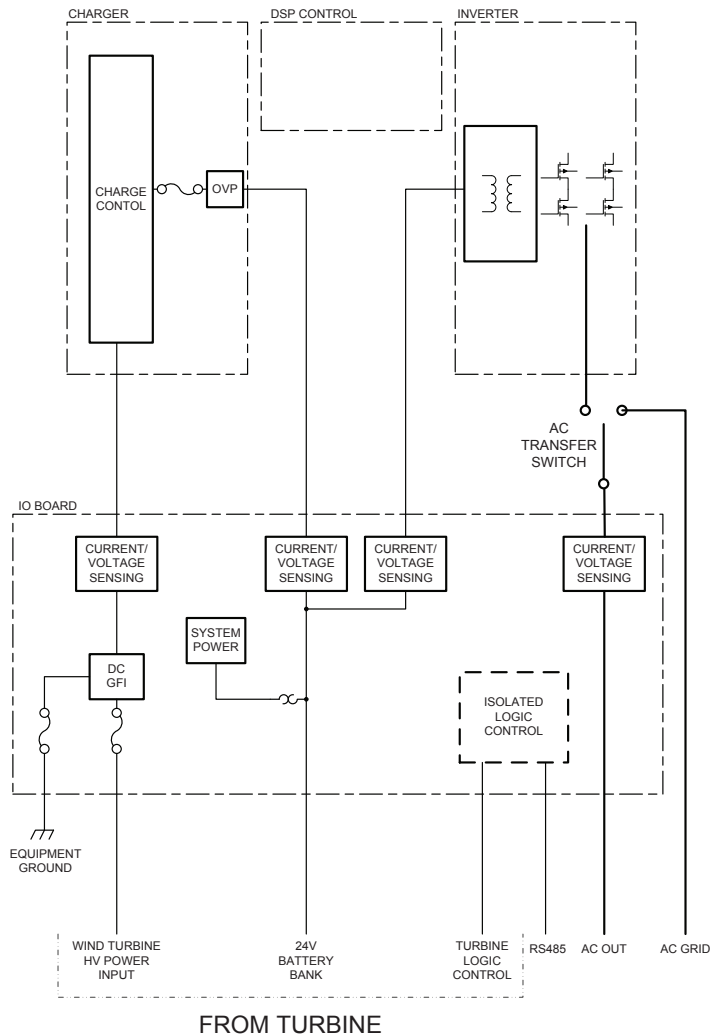 CHARGER
DSP CONTROL
INVERTER
CHARGE
CONTOL
OVP
AC
TRANSFER
SWITCH
IO BOARD
CURRENT/
VOLTAGE
SENSING
CURRENT/
VOLTAGE
SENSING
CURRENT/
VOLTAGE
SENSING
CURRENT/
VOLTAGE
SENSING
SYSTEM
POWER
DC
GFI
ISOLATED
LOGIC
CONTROL
EQUIPMENT
GROUND
WIND TURBINE
HV POWER
INPUT
24V
BATTERY
BANK
TURBINE
LOGIC
CONTROL
RS485
AC OUT
AC GRID
FROM TURBINE